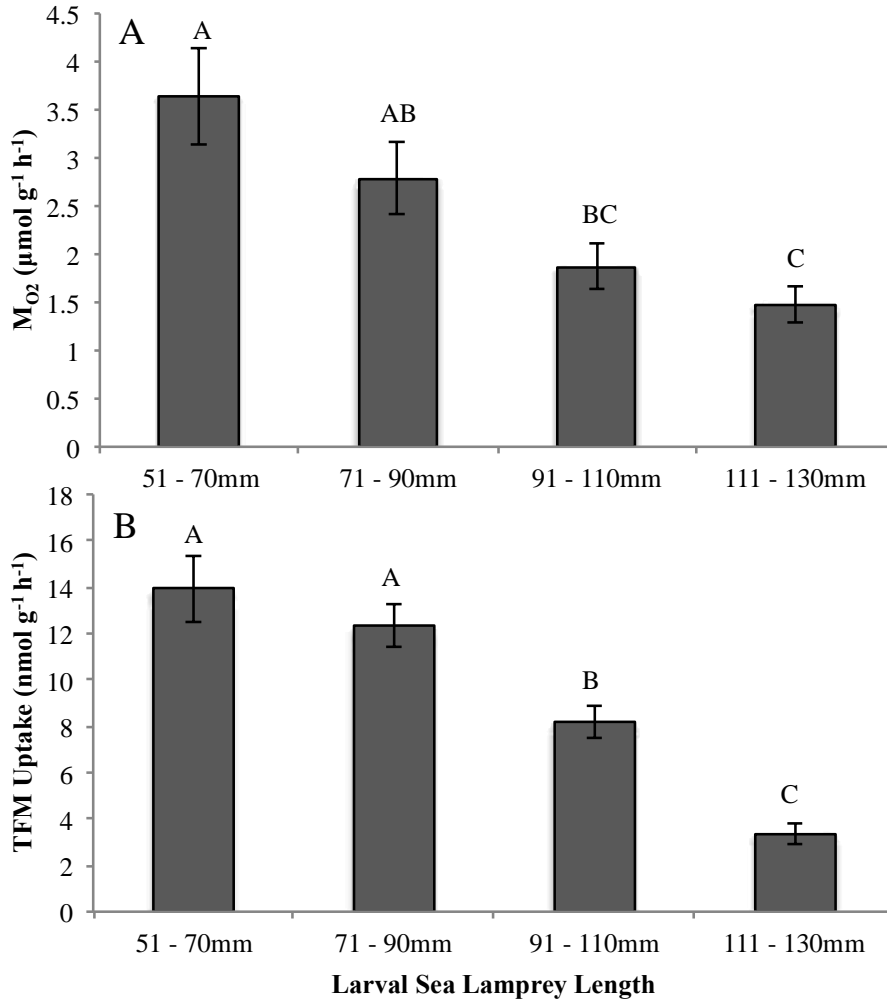 A
A
AB
BC
C
M_O2 (µmol g⁻¹ h⁻¹)
4.5
4
3.5
3
2.5
2
1.5
1
0.5
0
51 - 70mm 71 - 90mm 91 - 110mm 111 - 130mm
B
A
A
B
C
TFM Uptake (nmol g⁻¹ h⁻¹)
18
16
14
12
10
8
6
4
2
0
51 - 70mm 71 - 90mm 91 - 110mm 111 - 130mm
Larval Sea Lamprey Length